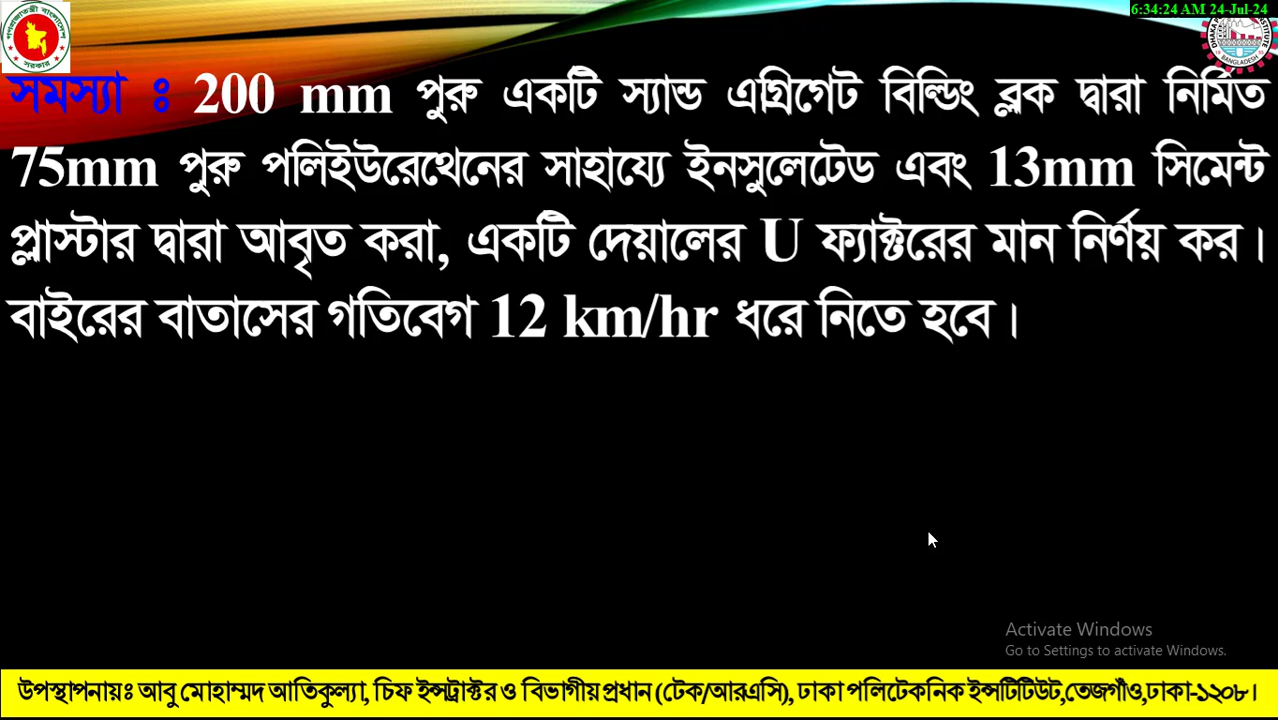 6:34:24 AM 24-Jul-24
সমস্যা ঃ 200 mm পুরু একটি স্যান্ড এগ্রিগেট বিল্ডিং ব্লক দ্বারা নির্মিত
75mm পুরু পলিইউরেথেনের সাহায্যে ইনসুলেটেড এবং 13mm সিমেন্ট
প্লাস্টার দ্বারা আবৃত করা, একটি দেয়ালের U ফ্যাক্টরের মান নির্ণয় কর।
বাইরের বাতাসের গতিবেগ 12 km/hr ধরে নিতে হবে।
Activate Windows
Go to Settings to activate Windows.
উপস্থাপনায়ঃ আবু মোহাম্মদ আতিকুল্যা, চিফ ইন্সট্রাক্টর ও বিভাগীয় প্রধান (টেক/আরএসি), ঢাকা পলিটেকনিক ইন্সটিটিউট,তেজগাঁও,ঢাকা-১২০৮।